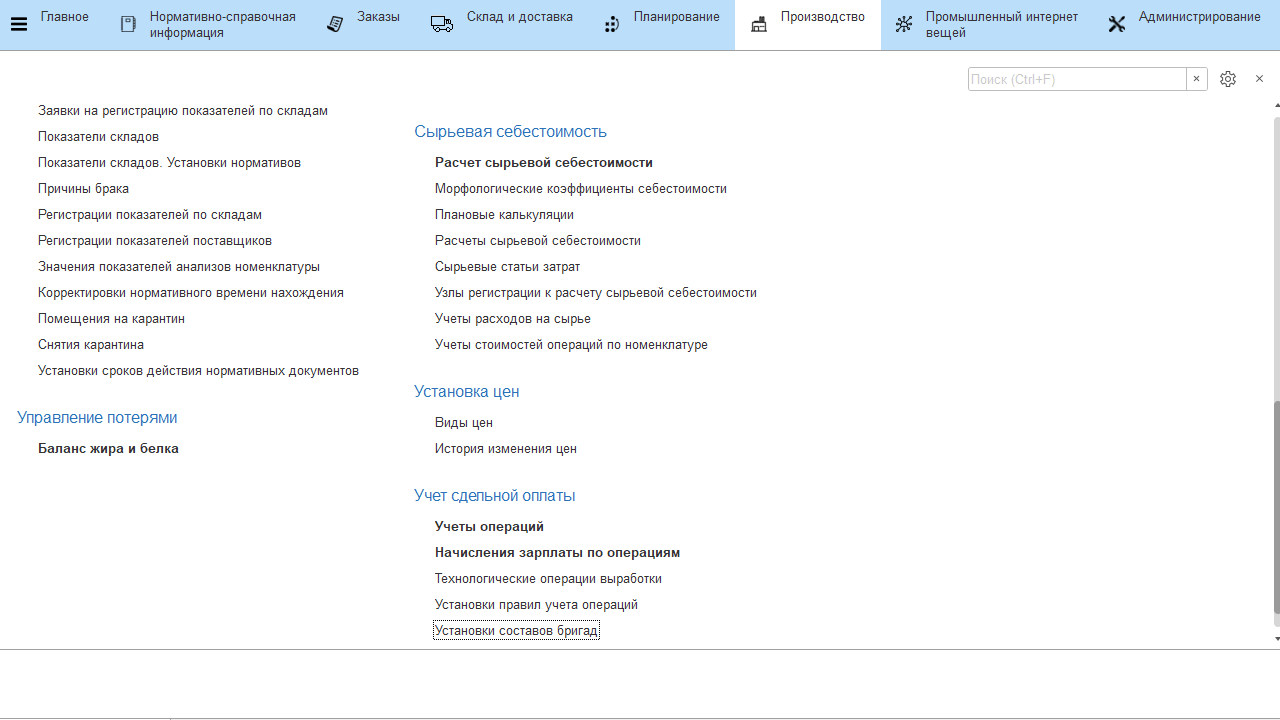 Главное
Нормативно-справочная
информация
Заказы
Склад и доставка
Планирование
Производство
Промышленный интернет
вещей
Администрирование
Поиск (Ctrl+F)
Заявки на регистрацию показателей по складам
Показатели складов
Показатели складов. Установки нормативов
Причины брака
Регистрации показателей по складам
Регистрации показателей поставщиков
Значения показателей анализов номенклатуры
Корректировки нормативного времени нахождения
Помещения на карантин
Снятия карантина
Установки сроков действия нормативных документов
Управление потерями
Баланс жира и белка
Сырьевая себестоимость
Расчет сырьевой себестоимости
Морфологические коэффициенты себестоимости
Плановые калькуляции
Расчеты сырьевой себестоимости
Сырьевые статьи затрат
Узлы регистрации к расчету сырьевой себестоимости
Учеты расходов на сырье
Учеты стоимостей операций по номенклатуре
Установка цен
Виды цен
История изменения цен
Учет сдельной оплаты
Учеты операций
Начисления зарплаты по операциям
Технологические операции выработки
Установки правил учета операций
Установки составов бригад